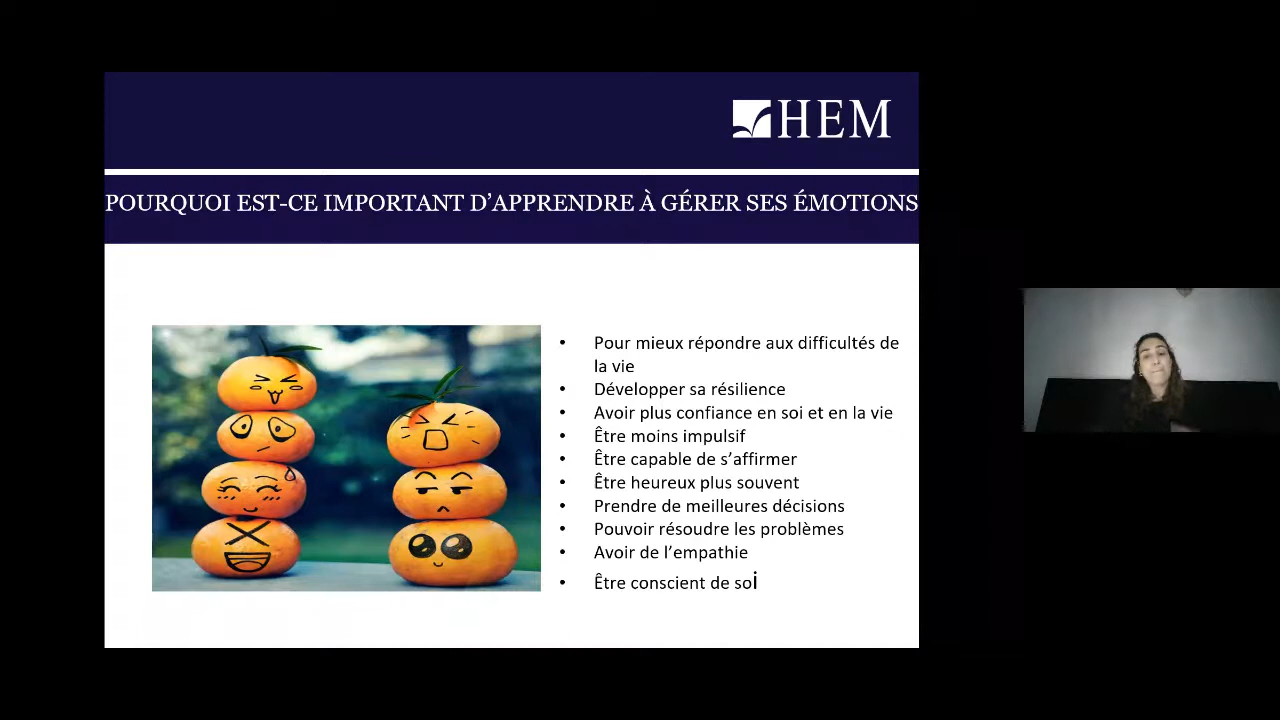 HEM
POURQUOI EST-CE IMPORTANT D’APPRENDRE À GÉRER SES ÉMOTIONS
• Pour mieux répondre aux difficultés de
la vie
• Développer sa résilience
• Avoir plus confiance en soi et en la vie
• Être moins impulsif
• Être capable de s’affirmer
• Être heureux plus souvent
• Prendre de meilleures décisions
• Pouvoir résoudre les problèmes
• Avoir de l’empathie
• Être conscient de soi